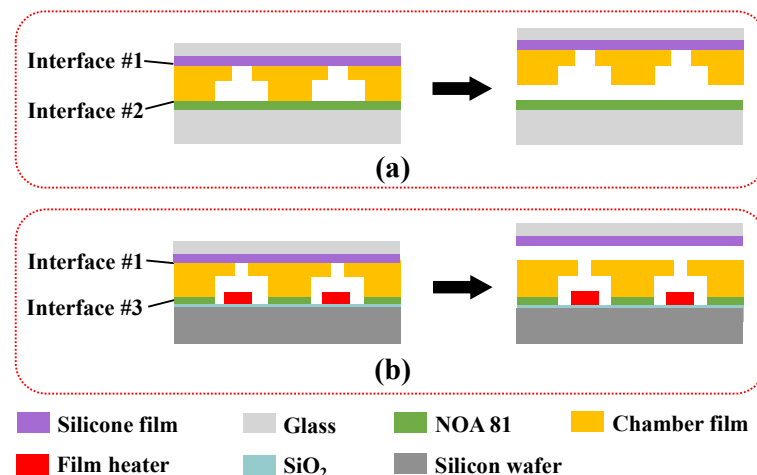 Interface #1
Interface #2
(a)
Interface #1
Interface #3
(b)
Silicone film Glass NOA 81 Chamber film
Film heater SiO₂ Silicon wafer